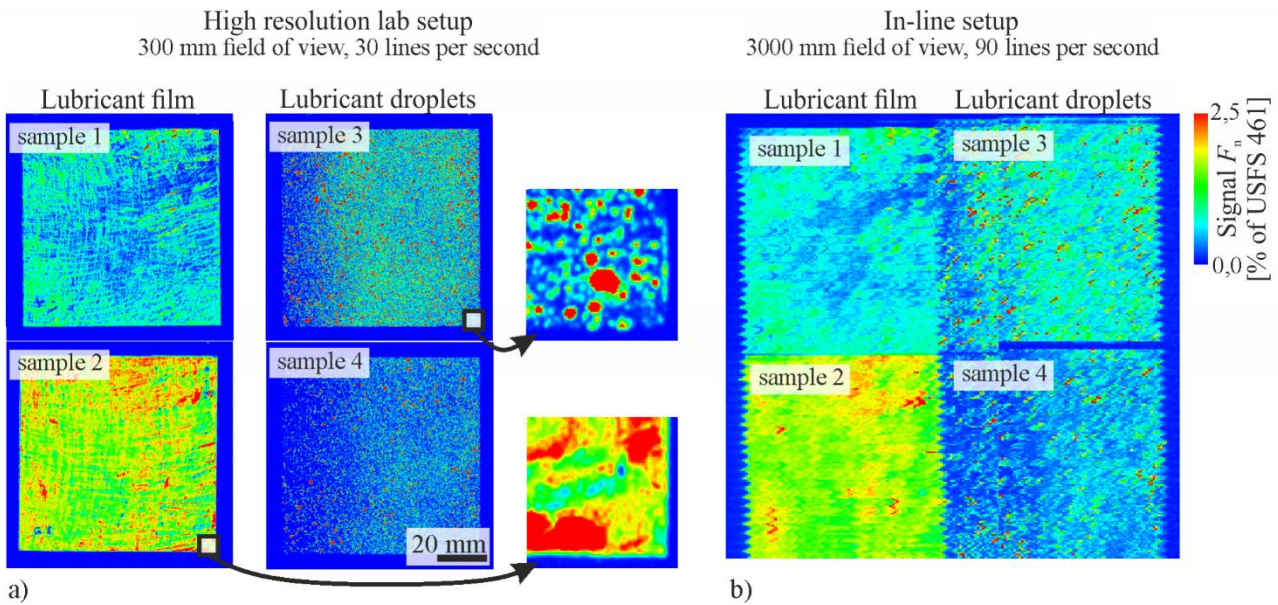 High resolution lab setup
300 mm field of view, 30 lines per second
In-line setup
3000 mm field of view, 90 lines per second
Lubricant film
Lubricant droplets
Lubricant film
Lubricant droplets
sample 1
sample 3
sample 1
sample 3
sample 2
sample 4
sample 2
sample 4
2,5
0,0
Signal Fn
[% of USFS 461]
20 mm
a)
b)